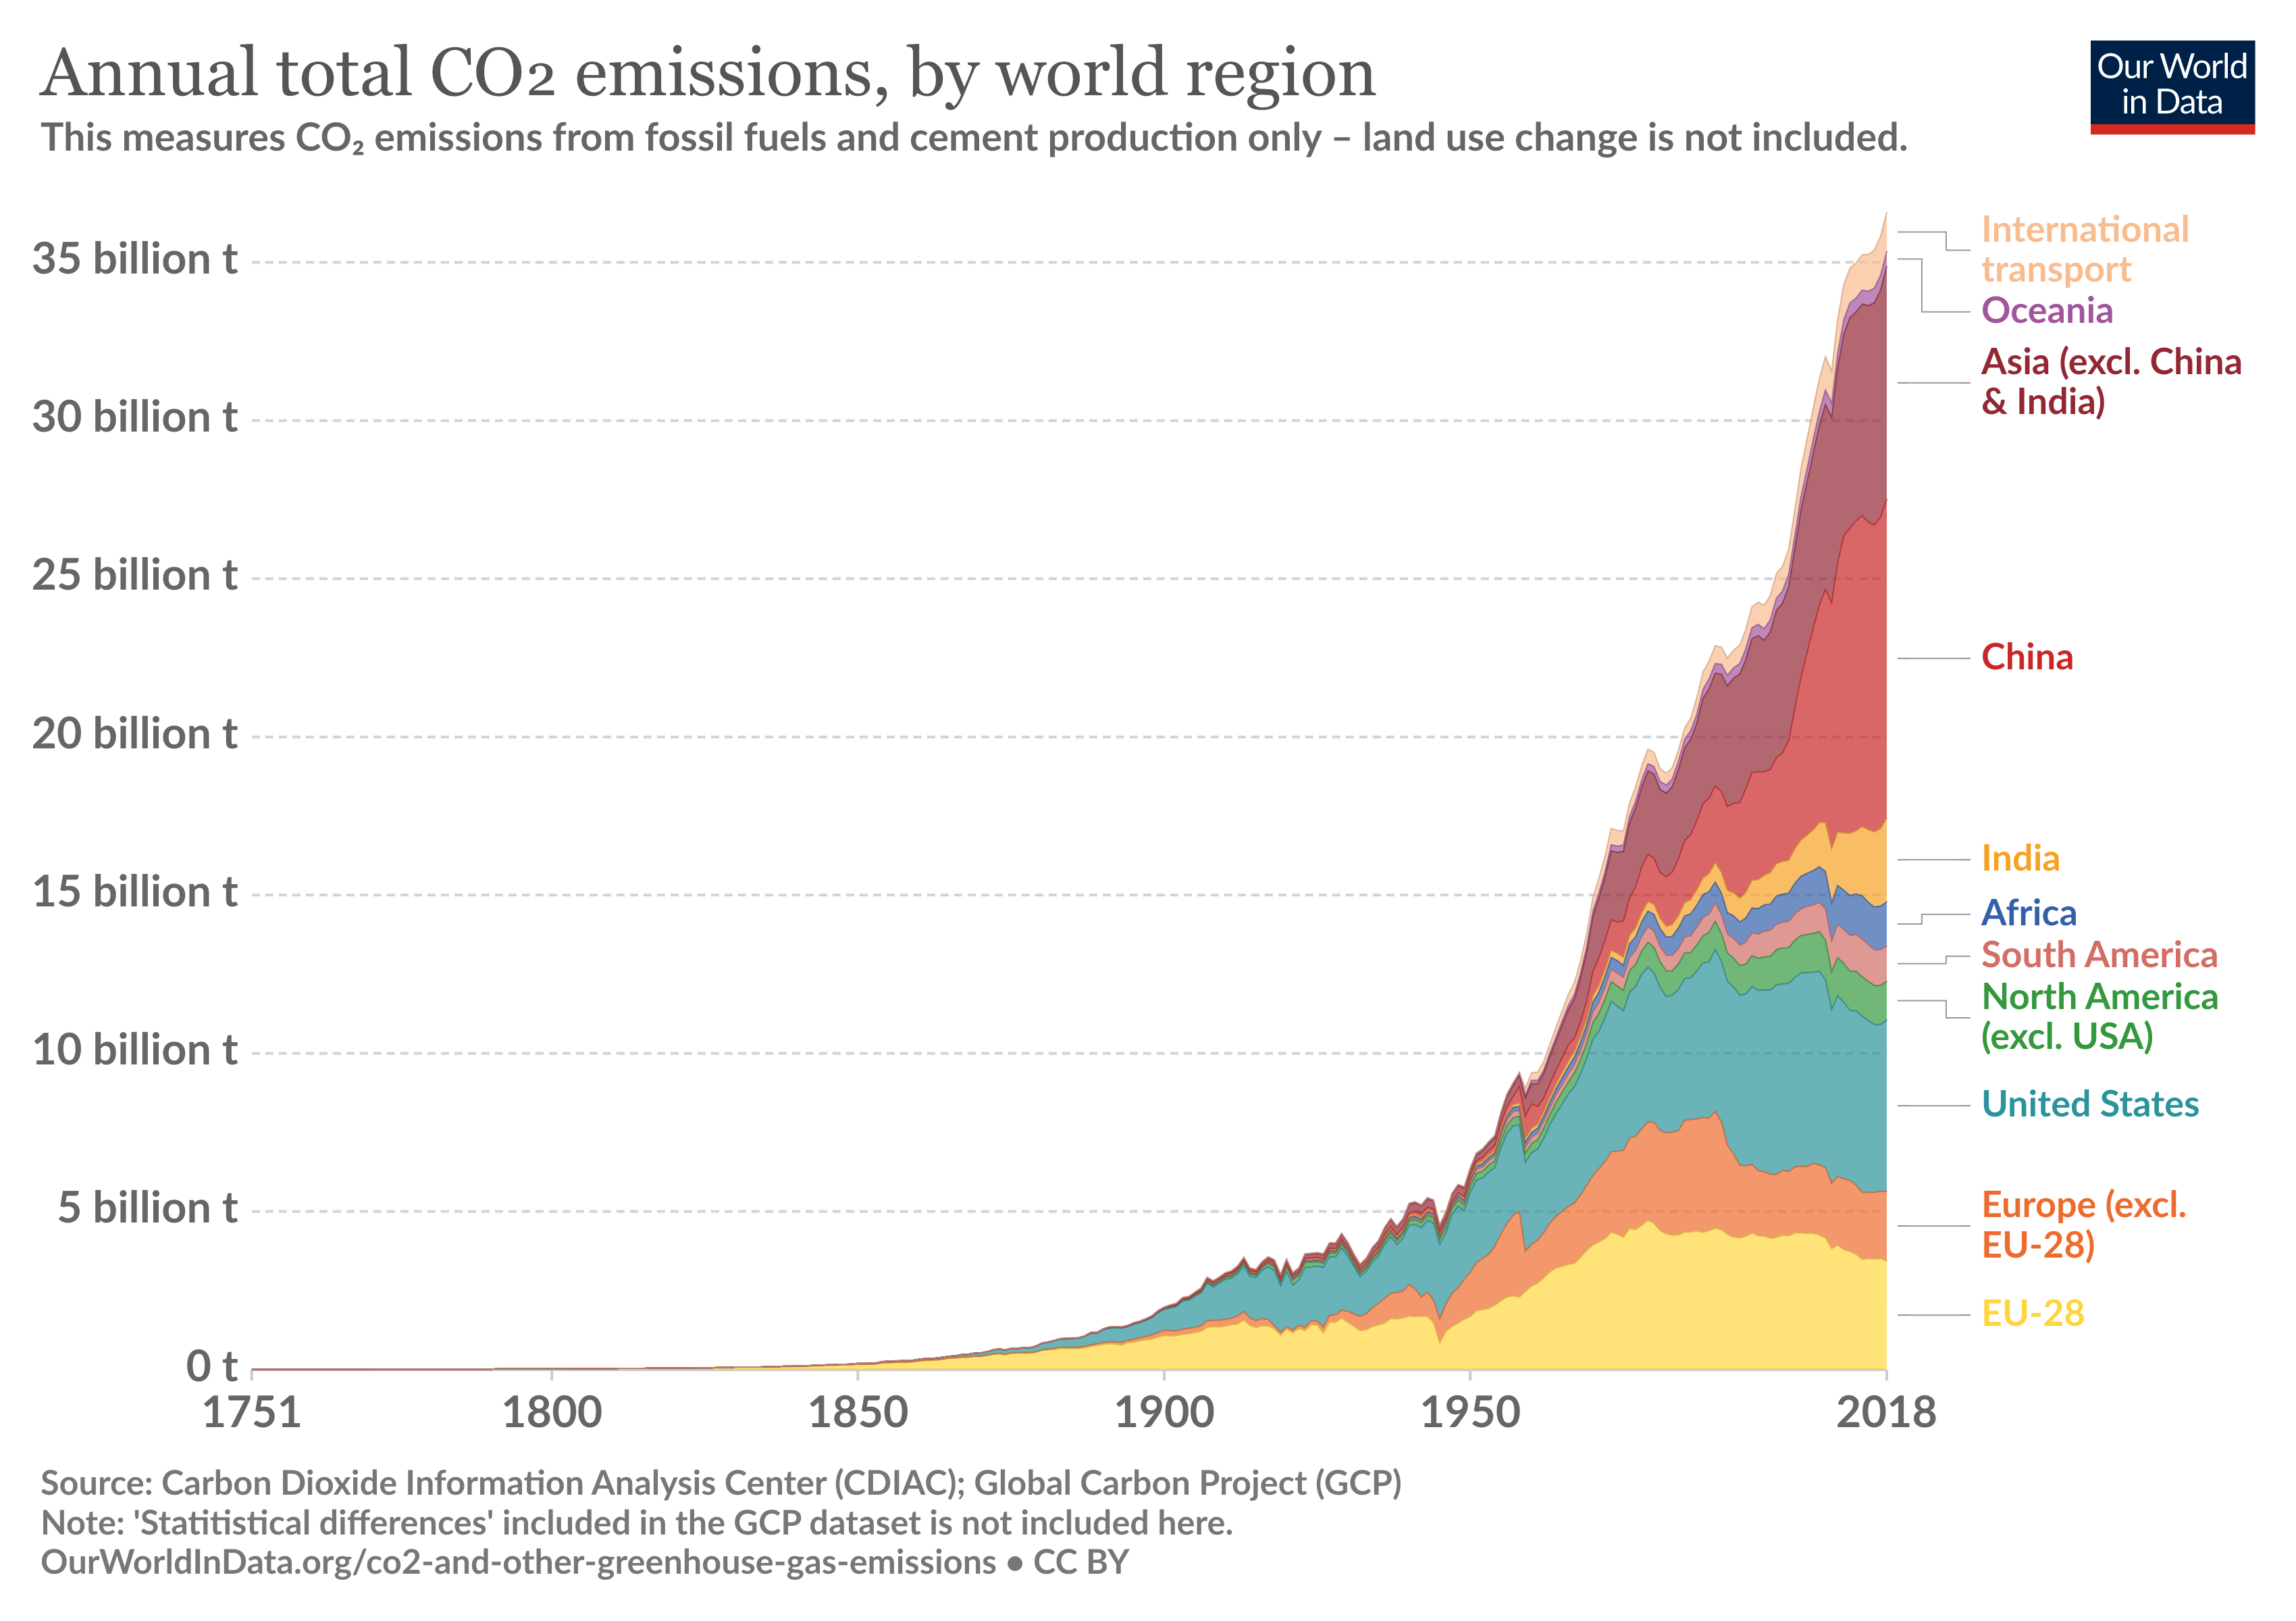 Annual total CO2 emissions, by world region
Our World
in Data
This measures CO₂ emissions from fossil fuels and cement production only – land use change is not included.
35 billion t
30 billion t
25 billion t
20 billion t
15 billion t
10 billion t
5 billion t
0 t
1751
1800
1850
1900
1950
2018
International
transport
Oceania
Asia (excl. China
& India)
China
India
Africa
South America
North America
(excl. USA)
United States
Europe (excl.
EU-28)
EU-28
Source: Carbon Dioxide Information Analysis Center (CDIAC); Global Carbon Project (GCP)
Note: 'Statitistical differences' included in the GCP dataset is not included here.
OurWorldInData.org/co2-and-other-greenhouse-gas-emissions • CC BY